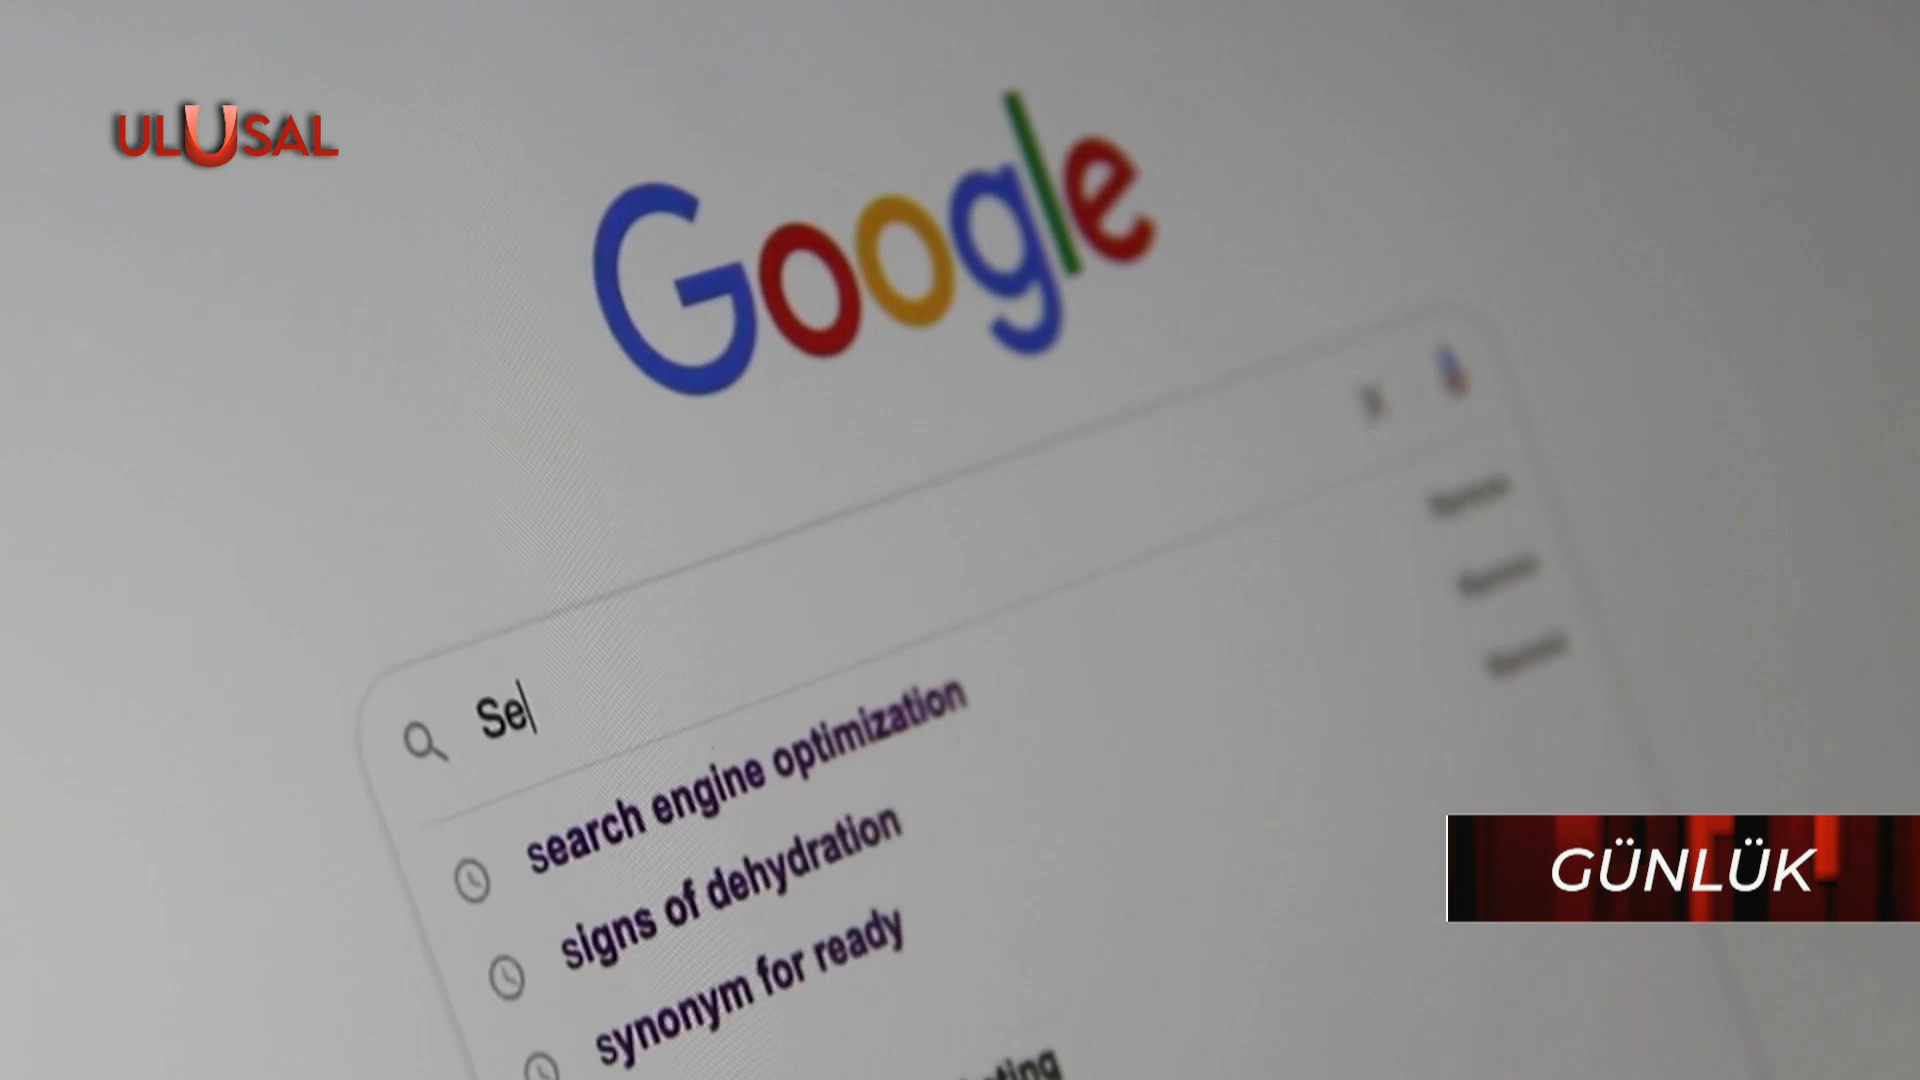 ULUSAL
Google
Se
search engine optimization
signs of dehydration
synonym for ready
GÜNLÜK